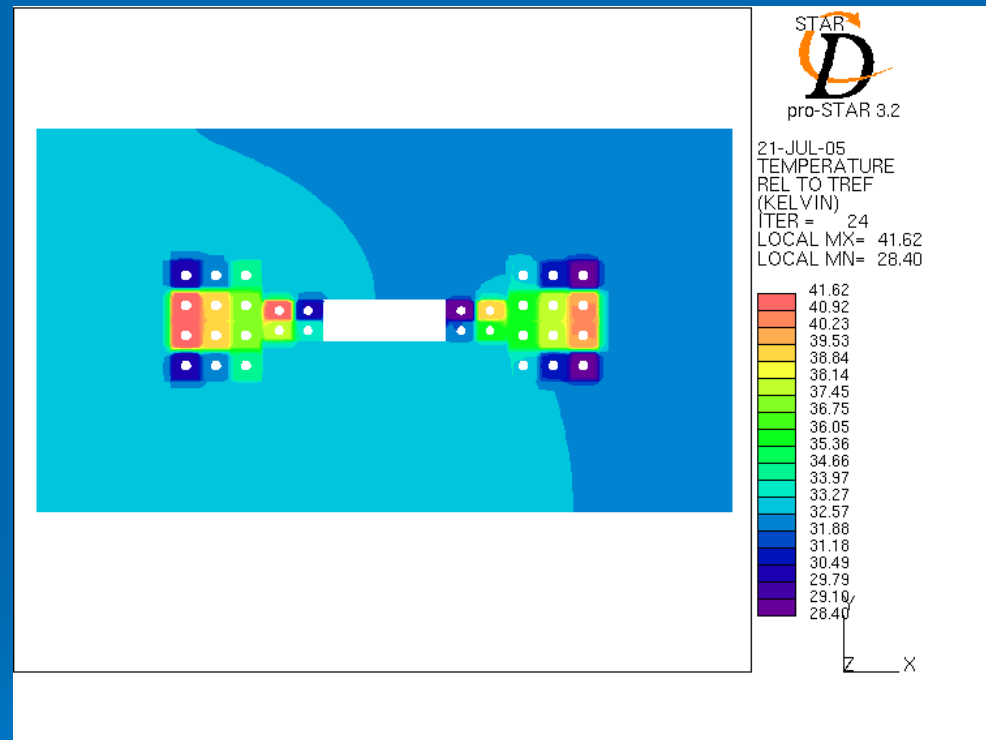 STAR
CD
pro-STAR 3.2
21-JUL-05
TEMPERATURE
REL TO TREF
(KELVIN)
ITER = 24
LOCAL MX= 41.62
LOCAL MN= 28.40
41.62
40.92
40.23
39.53
38.84
38.14
37.45
36.75
36.05
35.36
34.66
33.97
33.27
32.57
31.88
31.18
30.49
29.79
29.10
28.40
Y
Z X